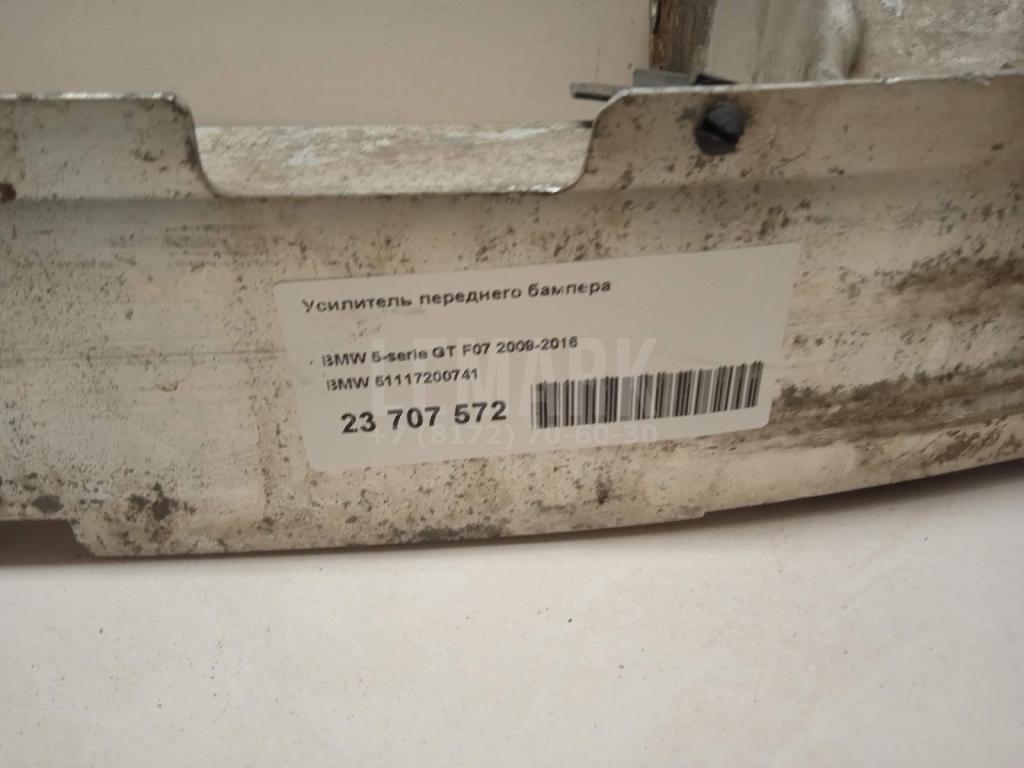 Усилитель переднего бампера
BMW 5-serie GT F07 2009-2016
BMW 51117200741
23 707 572
+7 (8172) 70-60-30